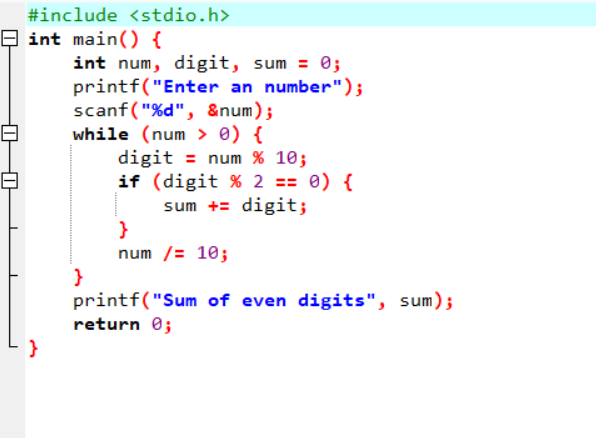 #include <stdio.h>
int main() {
int num, digit, sum = 0;
printf("Enter an number");
scanf("%d", &num);
while (num > 0) {
digit = num % 10;
if (digit % 2 == 0) {
sum += digit;
}
num /= 10;
}
printf("Sum of even digits", sum);
return 0;
}